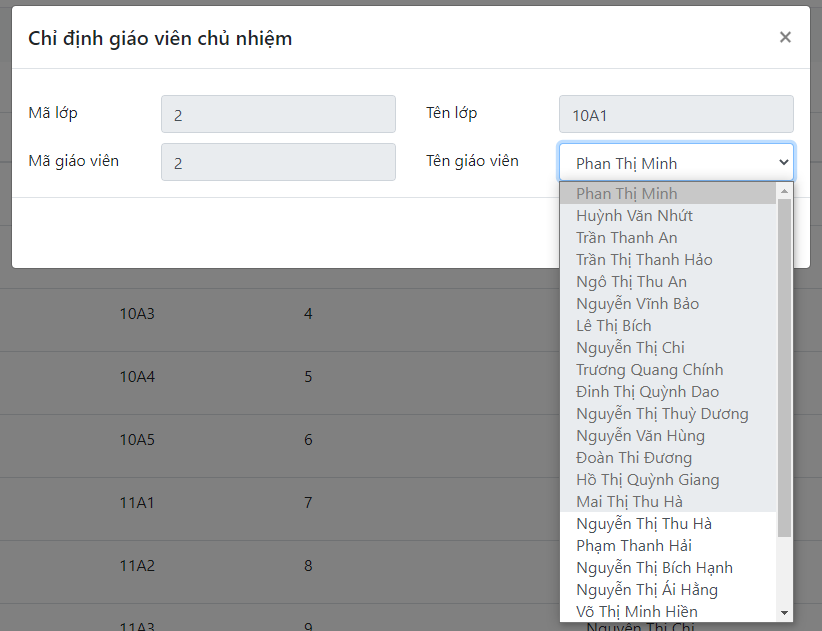 Chỉ định giáo viên chủ nhiệm ×
Mã lớp 2 Tên lớp 10A1
Mã giáo viên 2 Tên giáo viên Phan Thị Minh
Phan Thị Minh
Huỳnh Văn Nhứt
Trần Thanh An
Trần Thị Thanh Hảo
Ngô Thị Thu An
Nguyễn Vĩnh Bảo
Lê Thị Bích
Nguyễn Thị Chi
Trương Quang Chính
Đinh Thị Quỳnh Dao
Nguyễn Thị Thuỳ Dương
Nguyễn Văn Hùng
Đoàn Thi Đương
Hồ Thị Quỳnh Giang
Mai Thị Thu Hà
Nguyễn Thị Thu Hà
Phạm Thanh Hải
Nguyễn Thị Bích Hạnh
Nguyễn Thị Ái Hằng
Võ Thị Minh Hiền
10A3 4
10A4 5
10A5 6
11A1 7
11A2 8
11A3 9 Nguyễn Thị Chi